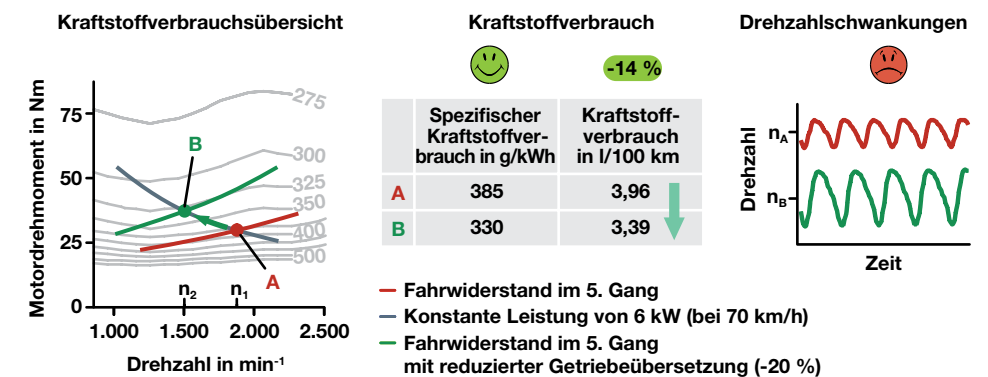 Kraftstoffverbrauchsübersicht
Motordrehmoment in Nm
75
50
25
0
275
300
325
350
400
500
B
A
n2
n1
1.000
1.500
2.000
2.500
Drehzahl in min-1
Kraftstoffverbrauch
-14 %
Spezifischer
Kraftstoffver-
brauch in g/kWh
Kraftstoff-
verbrauch
in l/100 km
A
385
3,96
B
330
3,39
Drehzahlschwankungen
Drehzahl
nA
nB
Zeit
Fahrwiderstand im 5. Gang
Konstante Leistung von 6 kW (bei 70 km/h)
Fahrwiderstand im 5. Gang
mit reduzierter Getriebeübersetzung (-20 %)